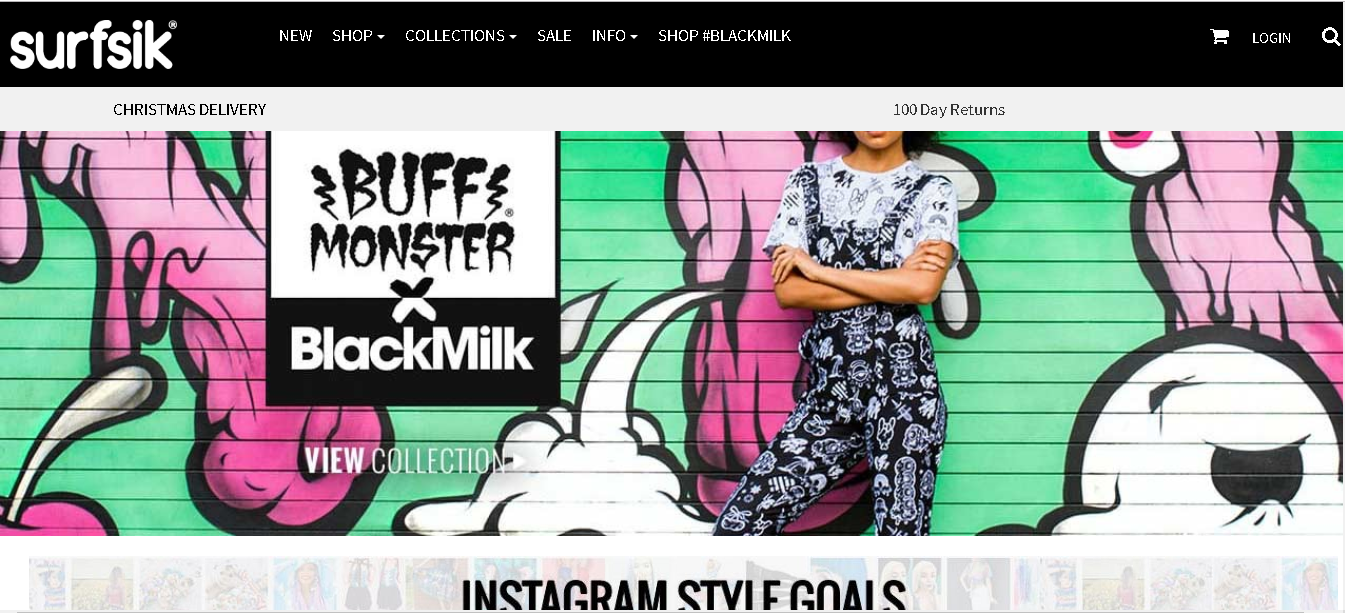 surfsik®
NEW SHOP COLLECTIONS SALE INFO SHOP #BLACKMILK LOGIN
CHRISTMAS DELIVERY 100 Day Returns
BUFF
MONSTER®
X
BlackMilk
VIEW COLLECTION
INSTAGRAM STYLE GOALS